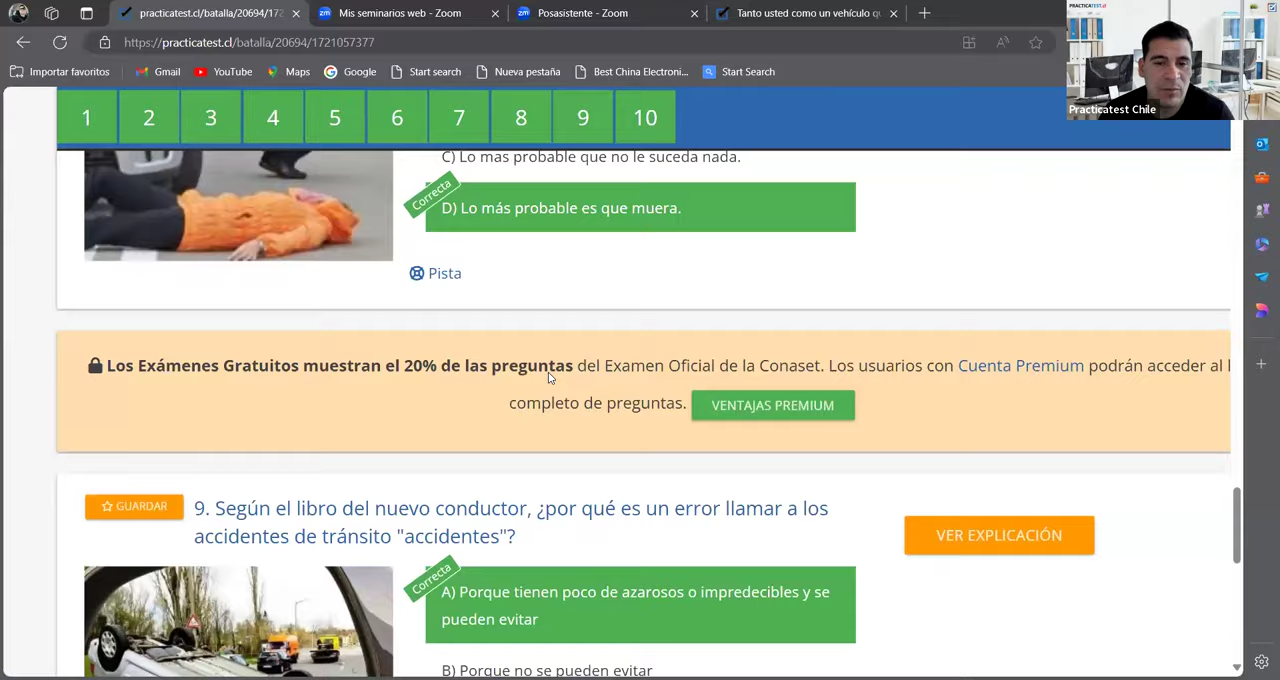 practicatest.cl/batalla/20694/172
Mis seminarios web - Zoom
Posasistente - Zoom
Tanto usted como un vehículo q
https://practicatest.cl/batalla/20694/1721057377
Importar favoritos
Gmail
YouTube
Maps
Google
Start search
Nueva pestaña
Best China Electroni...
Start Search
PRACTICATEST.cl
Practicatest Chile
1 2 3 4 5 6 7 8 9 10
C) Lo mas probable que no le suceda nada.
Correcta
D) Lo más probable es que muera.
Pista
Los Exámenes Gratuitos muestran el 20% de las preguntas del Examen Oficial de la Conaset. Los usuarios con Cuenta Premium podrán acceder al
completo de preguntas. VENTAJAS PREMIUM
GUARDAR
9. Según el libro del nuevo conductor, ¿por qué es un error llamar a los
accidentes de tránsito "accidentes"?
VER EXPLICACIÓN
Correcta
A) Porque tienen poco de azarosos o impredecibles y se
pueden evitar
B) Porque no se pueden evitar